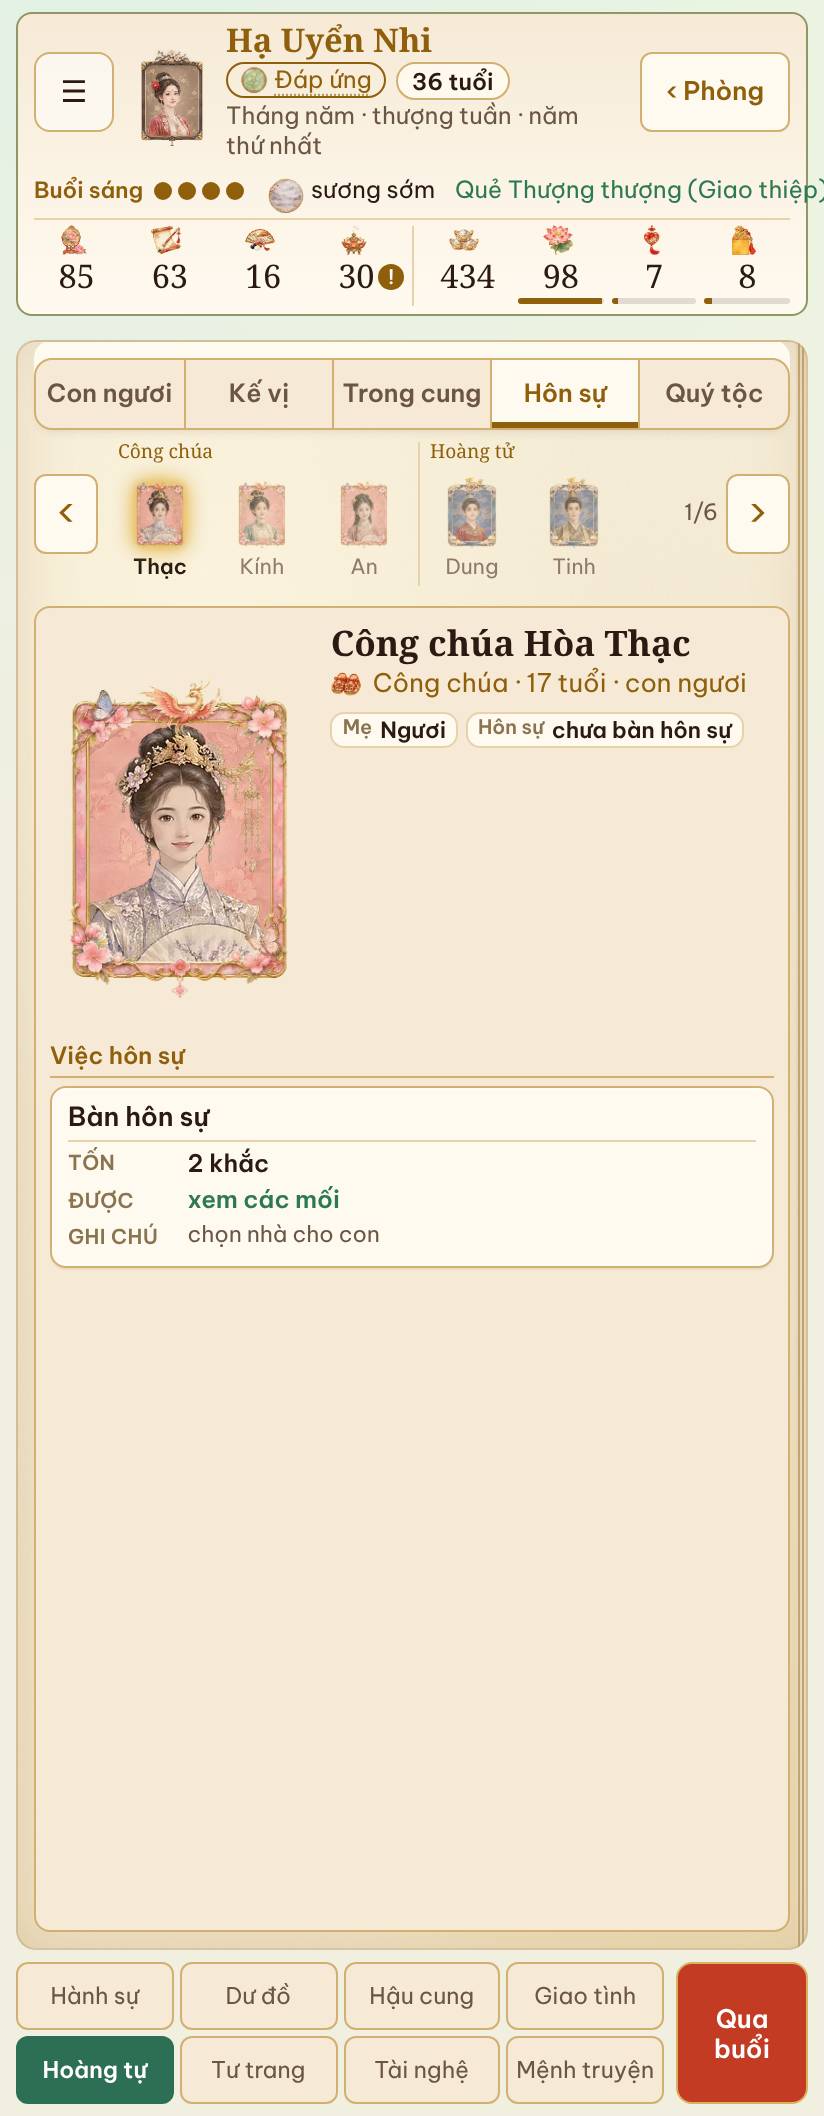 Hạ Uyển Nhi
Đáp ứng
36 tuổi
Tháng năm · thượng tuần · năm
thứ nhất
☰
‹ Phòng
Buổi sáng
sương sớm
Quẻ Thượng thượng (Giao thiệp)
85 63 16 30 ! 434 98 7 8
Con ngươi
Kế vị
Trong cung
Hôn sự
Quý tộc
Công chúa
Hoàng tử
‹
Thạc
Kính
An
Dung
Tinh
1/6
›
Công chúa Hòa Thạc
Công chúa · 17 tuổi · con ngươi
Mẹ Ngươi
Hôn sự chưa bàn hôn sự
Việc hôn sự
Bàn hôn sự
TỐN 2 khắc
ĐƯỢC xem các mối
GHI CHÚ chọn nhà cho con
Hành sự
Dư đồ
Hậu cung
Giao tình
Hoàng tự
Tư trang
Tài nghệ
Mệnh truyện
Qua
buổi